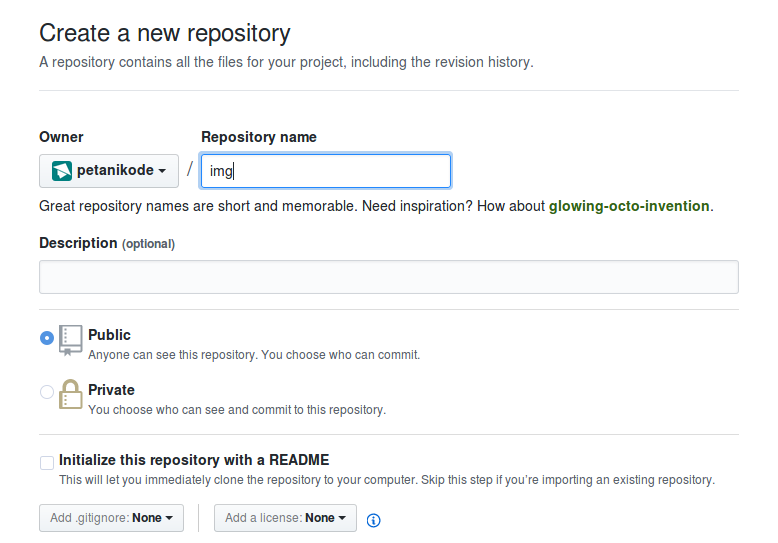 Create a new repository
A repository contains all the files for your project, including the revision history.
Owner Repository name
petanikode / img
Great repository names are short and memorable. Need inspiration? How about glowing-octo-invention.
Description (optional)
Public
Anyone can see this repository. You choose who can commit.
Private
You choose who can see and commit to this repository.
Initialize this repository with a README
This will let you immediately clone the repository to your computer. Skip this step if you’re importing an existing repository.
Add .gitignore: None Add a license: None